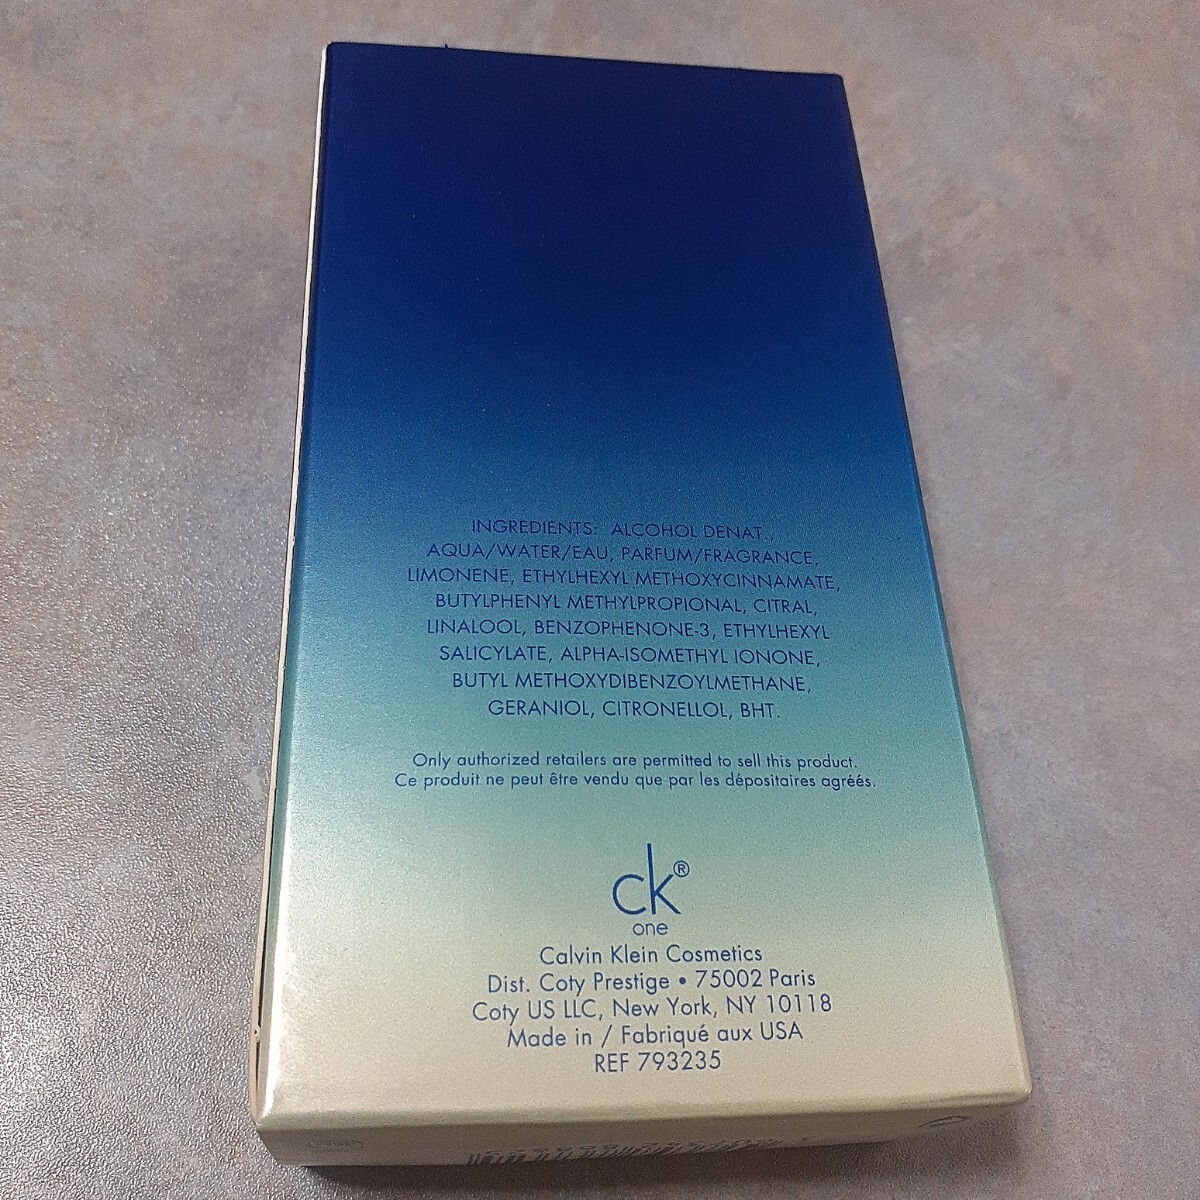 INGREDIENTS: ALCOHOL DENAT.,
AQUA/WATER/EAU, PARFUM/FRAGRANCE,
LIMONENE, ETHYLHEXYL METHOXYCINNAMATE,
BUTYLPHENYL METHYLPROPIONAL, CITRAL,
LINALOOL, BENZOPHENONE-3, ETHYLHEXYL
SALICYLATE, ALPHA-ISOMETHYL IONONE,
BUTYL METHOXYDIBENZOYLMETHANE,
GERANIOL, CITRONELLOL, BHT.
Only authorized retailers are permitted to sell this product.
Ce produit ne peut être vendu que par les dépositaires agréés.
ck®
one
Calvin Klein Cosmetics
Dist. Coty Prestige • 75002 Paris
Coty US LLC, New York, NY 10118
Made in / Fabriqué aux USA
REF 793235